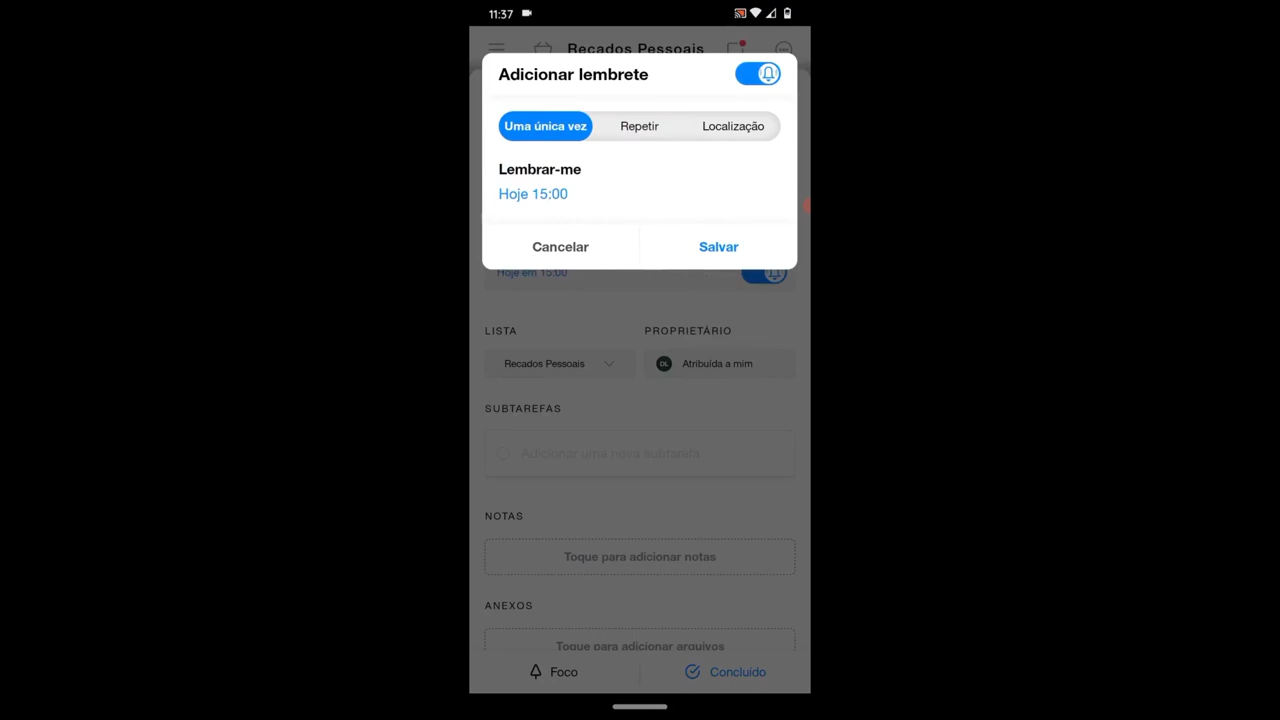 11:37
Recados Pessoais
Adicionar lembrete
Uma única vez
Repetir
Localização
Lembrar-me
Hoje 15:00
Cancelar
Salvar
Hoje em 15:00
LISTA
PROPRIETÁRIO
Recados Pessoais
DL
Atribuída a mim
SUBTAREFAS
Adicionar uma nova subtarefa
NOTAS
Toque para adicionar notas
ANEXOS
Toque para adicionar arquivos
Foco
Concluído